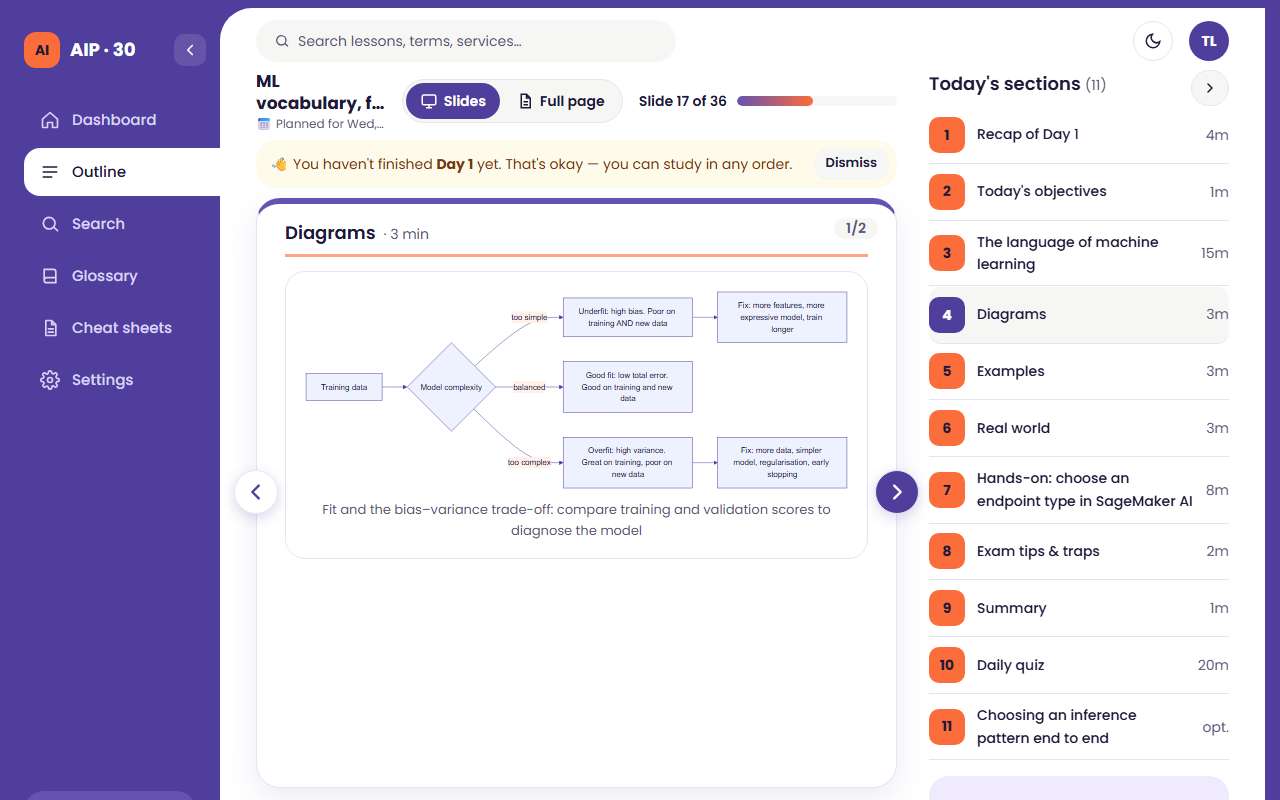 AI
AIP · 30
Dashboard
Outline
Search
Glossary
Cheat sheets
Settings
Search lessons, terms, services...
TL
ML
vocabulary, f...
Planned for Wed,...
Slides
Full page
Slide 17 of 36
You haven't finished Day 1 yet. That's okay — you can study in any order.
Dismiss
Diagrams · 3 min
1/2
Training data
Model complexity
too simple
balanced
too complex
Underfit: high bias. Poor on
training AND new data
Fix: more features, more
expressive model, train
longer
Good fit: low total error.
Good on training and new
data
Overfit: high variance.
Great on training, poor on
new data
Fix: more data, simpler
model, regularisation, early
stopping
Fit and the bias–variance trade-off: compare training and validation scores to
diagnose the model
Today's sections (11)
1
Recap of Day 1
4m
2
Today's objectives
1m
3
The language of machine
learning
15m
4
Diagrams
3m
5
Examples
3m
6
Real world
3m
7
Hands-on: choose an
endpoint type in SageMaker AI
8m
8
Exam tips & traps
2m
9
Summary
1m
10
Daily quiz
20m
11
Choosing an inference
pattern end to end
opt.